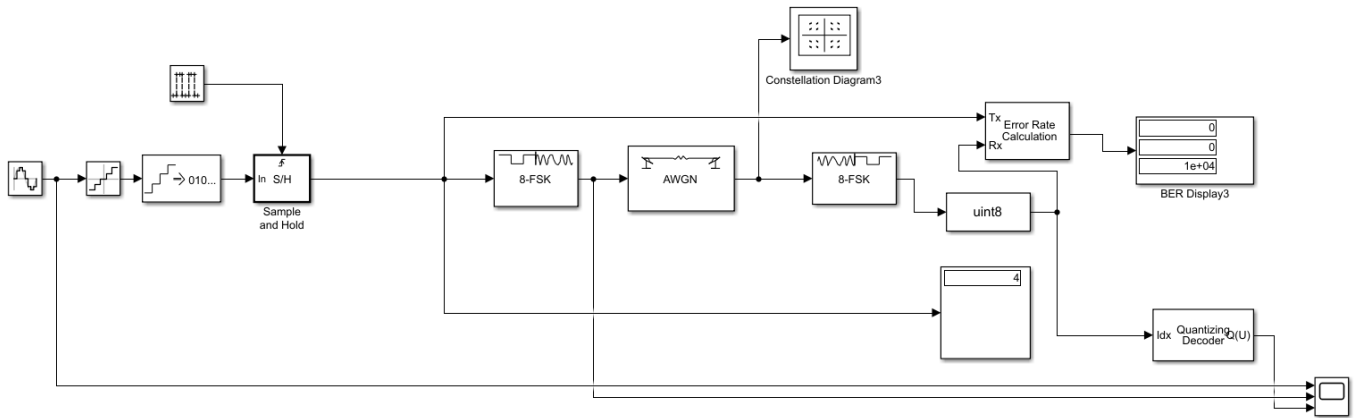 Constellation Diagram3
Tx
Rx
Error Rate
Calculation
0
0
1e+04
BER Display3
010...
In
S/H
Sample
and Hold
8-FSK
AWGN
8-FSK
uint8
4
Idx
Quantizing
Decoder
Q(U)